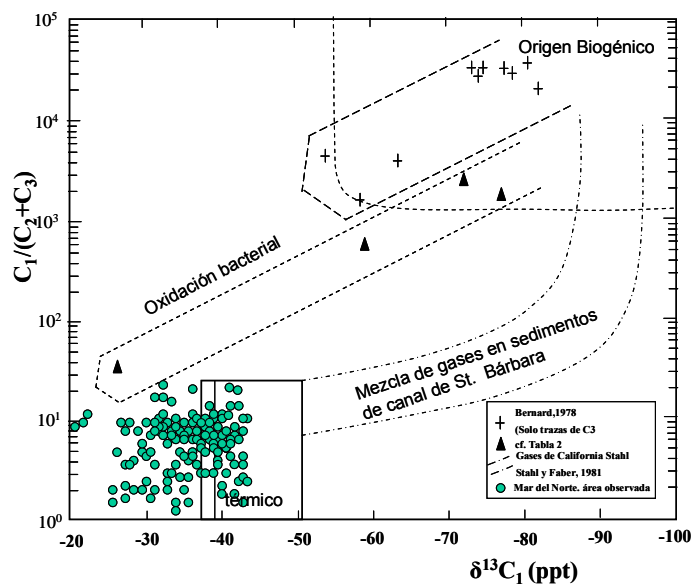 10⁵
10⁴
10³
10²
10¹
10⁰
C₁/(C₂+C₃)
Origen Biogénico
Oxidación bacterial
Mezcla de gases en sedimentos
de canal de St. Bárbara
térmico
Bernard,1978
(Solo trazas de C3
cf. Tabla 2
Gases de California Stahl
Stahl y Faber, 1981
Mar del Norte. área observada
-20 -30 -40 -50 -60 -70 -80 -90 -100
δ¹³C₁ (ppt)